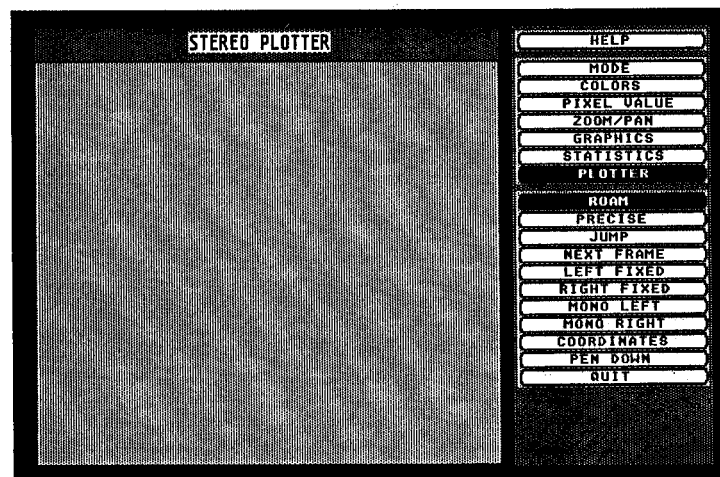 STEREO PLOTTER
HELP
MODE
COLORS
PIXEL VALUE
ZOOM/PAN
GRAPHICS
STATISTICS
PLOTTER
ROAM
PRECISE
JUMP
NEXT FRAME
LEFT FIXED
RIGHT FIXED
MONO LEFT
MONO RIGHT
COORDINATES
PEN DOWN
QUIT